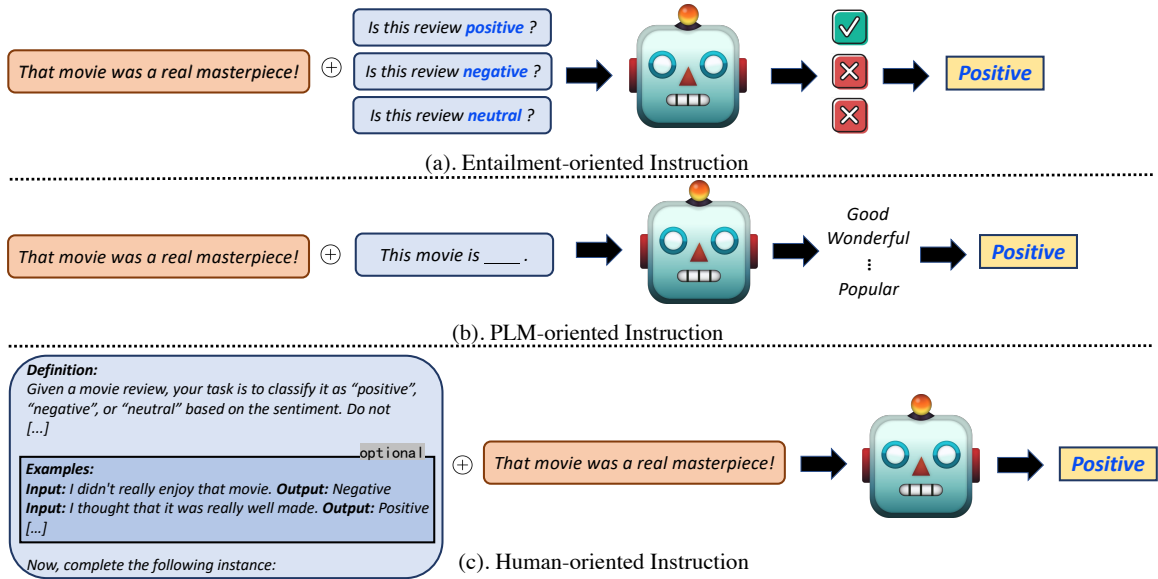 Is this review positive ?
That movie was a real masterpiece!
Is this review negative ?
Positive
Is this review neutral ?
(a). Entailment-oriented Instruction
That movie was a real masterpiece!
This movie is ____ .
Good
Wonderful
⋮
Popular
Positive
(b). PLM-oriented Instruction
Definition:
Given a movie review, your task is to classify it as “positive”,
“negative”, or “neutral” based on the sentiment. Do not
[...]
optional
Examples:
Input: I didn't really enjoy that movie. Output: Negative
Input: I thought that it was really well made. Output: Positive
[...]
Now, complete the following instance:
That movie was a real masterpiece!
Positive
(c). Human-oriented Instruction